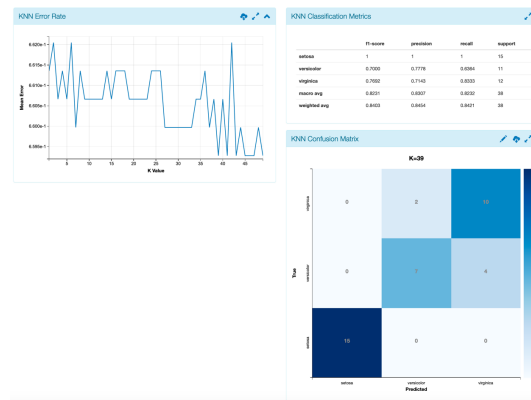 KNN Error Rate
6.620e-1
6.615e-1
6.610e-1
6.605e-1
6.600e-1
6.595e-1
Mean Error
5 10 15 20 25 30 35 40 45
K Value
KNN Classification Metrics
f1-score precision recall support
setosa 1 1 1 15
versicolor 0.7000 0.7778 0.6364 11
virginica 0.7692 0.7143 0.8333 12
macro avg 0.8231 0.8307 0.8232 38
weighted avg 0.8403 0.8454 0.8421 38
KNN Confusion Matrix
K=39
virginica 0 2 10
versicolor 0 7 4
setosa 15 0 0
True
setosa versicolor virginica
Predicted